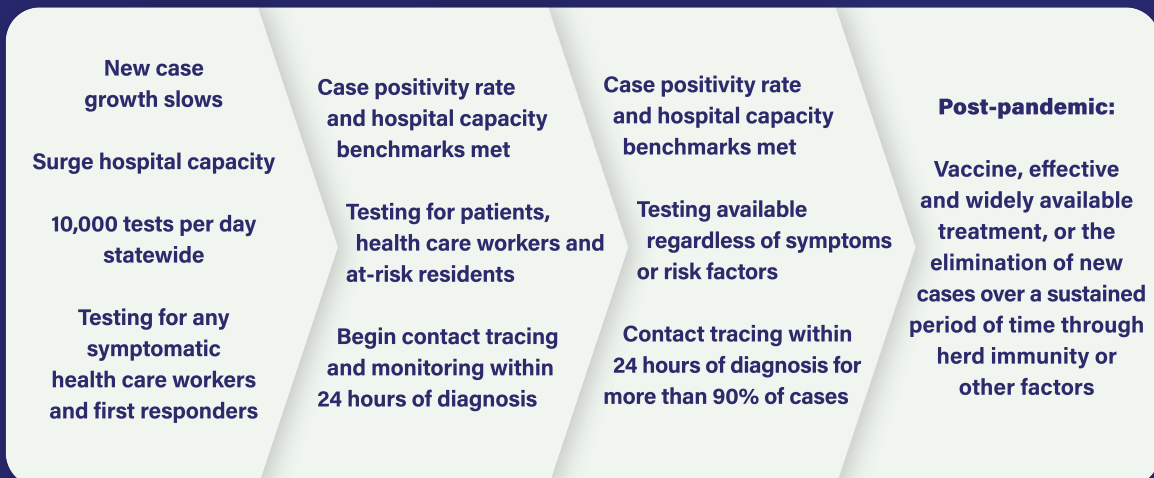 New case
growth slows
Surge hospital capacity
10,000 tests per day
statewide
Testing for any
symptomatic
health care workers
and first responders
Case positivity rate
and hospital capacity
benchmarks met
Testing for patients,
health care workers and
at-risk residents
Begin contact tracing
and monitoring within
24 hours of diagnosis
Case positivity rate
and hospital capacity
benchmarks met
Testing available
regardless of symptoms
or risk factors
Contact tracing within
24 hours of diagnosis for
more than 90% of cases
Post-pandemic:
Vaccine, effective
and widely available
treatment, or the
elimination of new
cases over a sustained
period of time through
herd immunity or
other factors